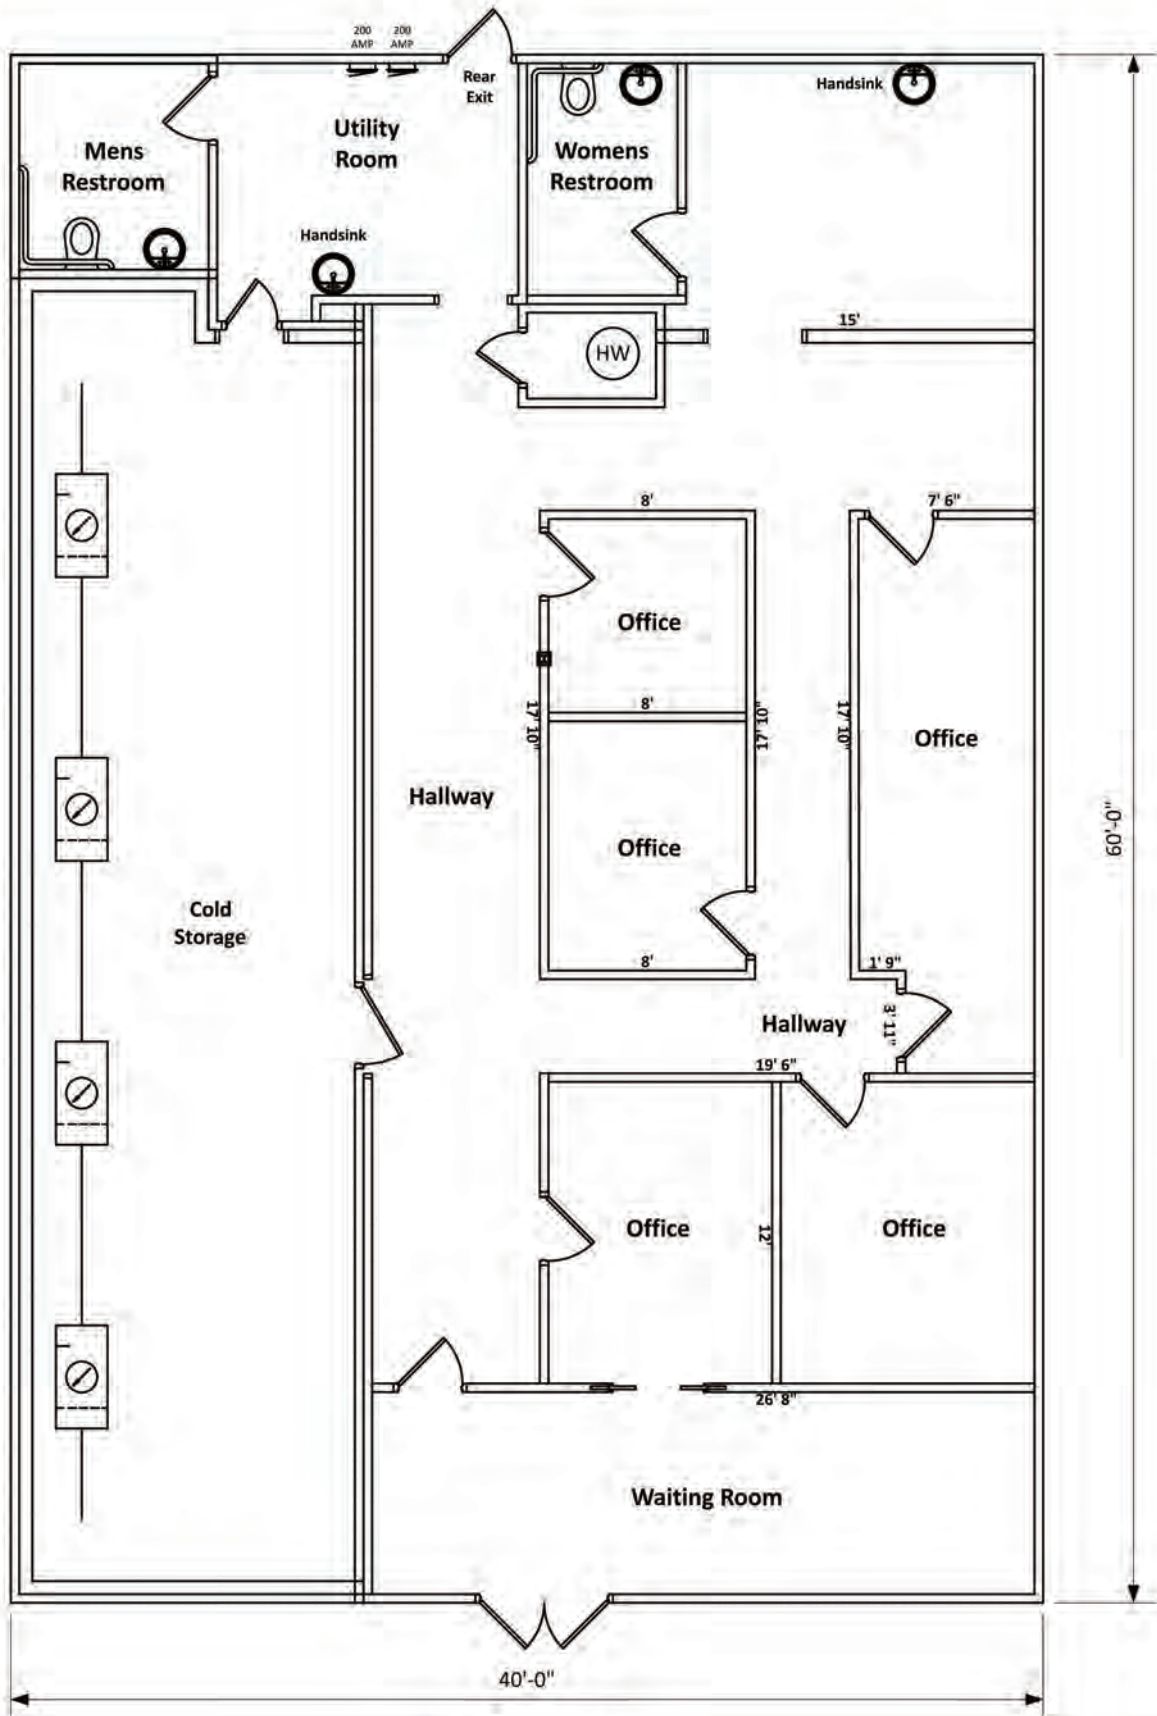 200
AMP
200
AMP
Rear
Exit
Handsink
Utility
Room
Mens
Restroom
Womens
Restroom
Handsink
15'
HW
8'
7' 6"
Office
8'
17' 10"
17' 10"
17' 10"
Office
Hallway
Office
60'-0"
Cold
Storage
8'
1' 9"
Hallway
3' 11"
19' 6"
Office
12'
Office
26' 8"
Waiting Room
40'-0"